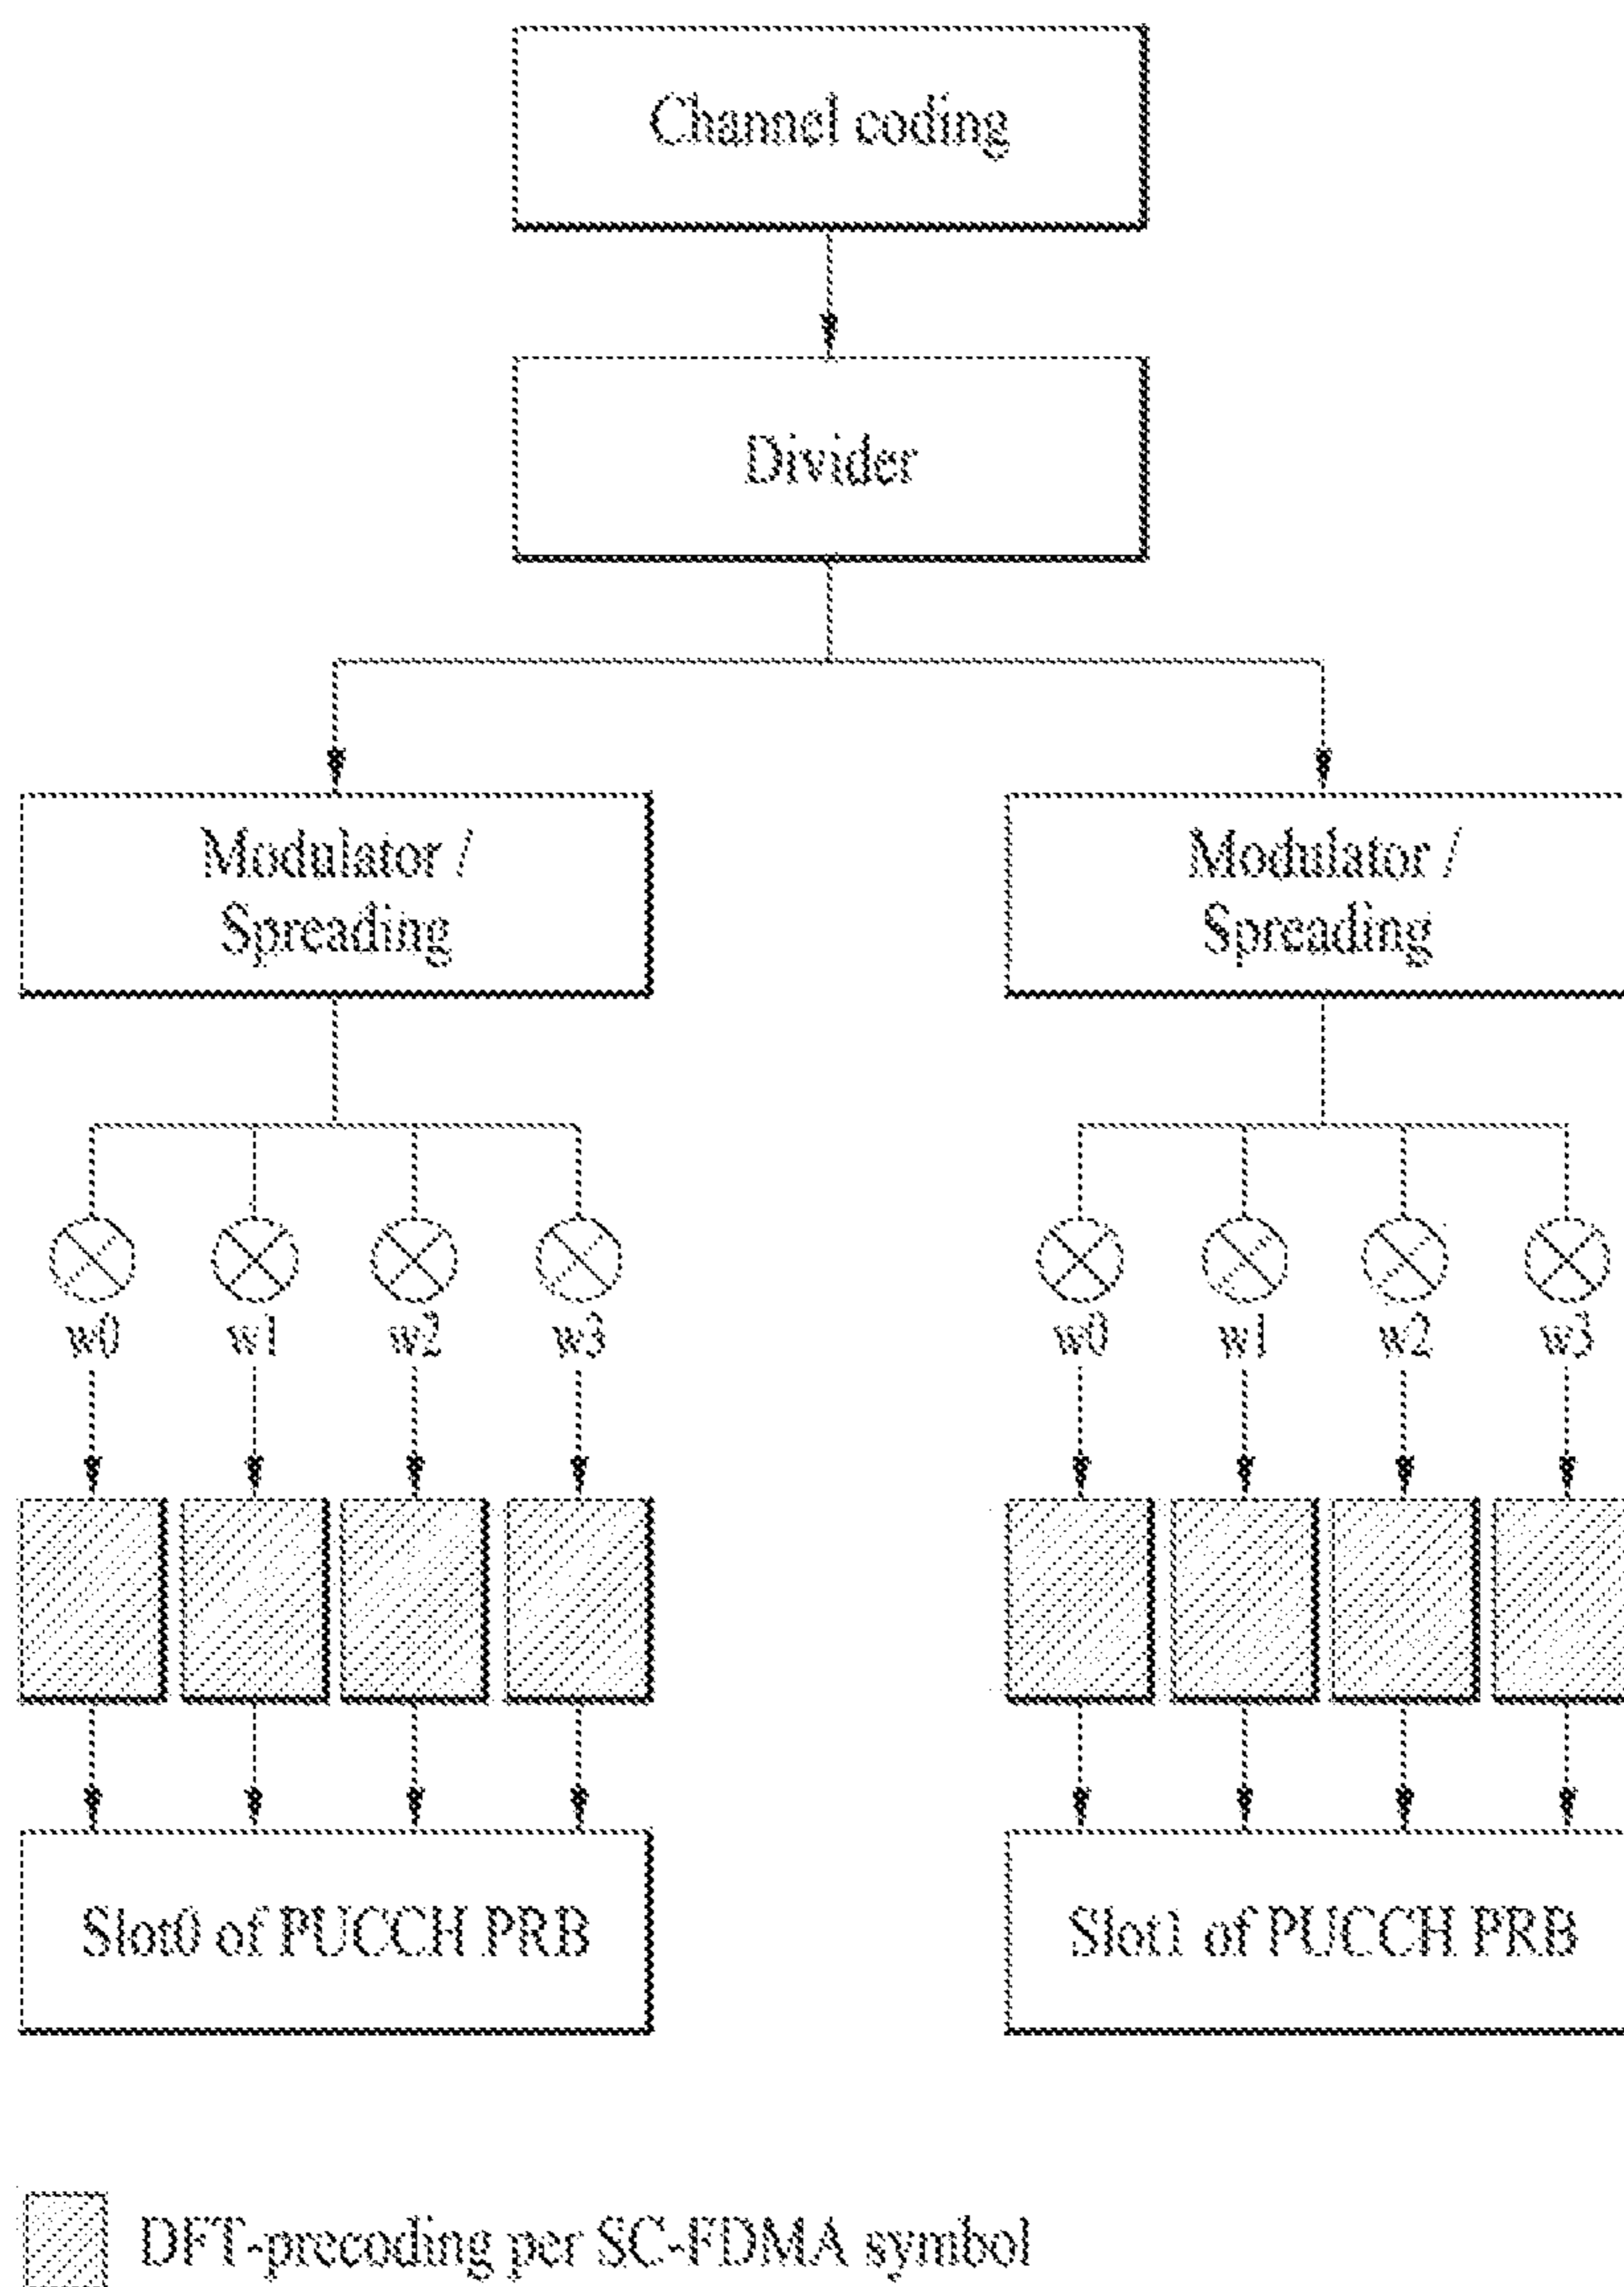 Channel coding
Divider
Modulator /
Spreading
Modulator /
Spreading
w0 w1 w2 w3
w0 w1 w2 w3
Slot0 of PUCCH PRB
Slot1 of PUCCH PRB
DFT-precoding per SC-FDMA symbol